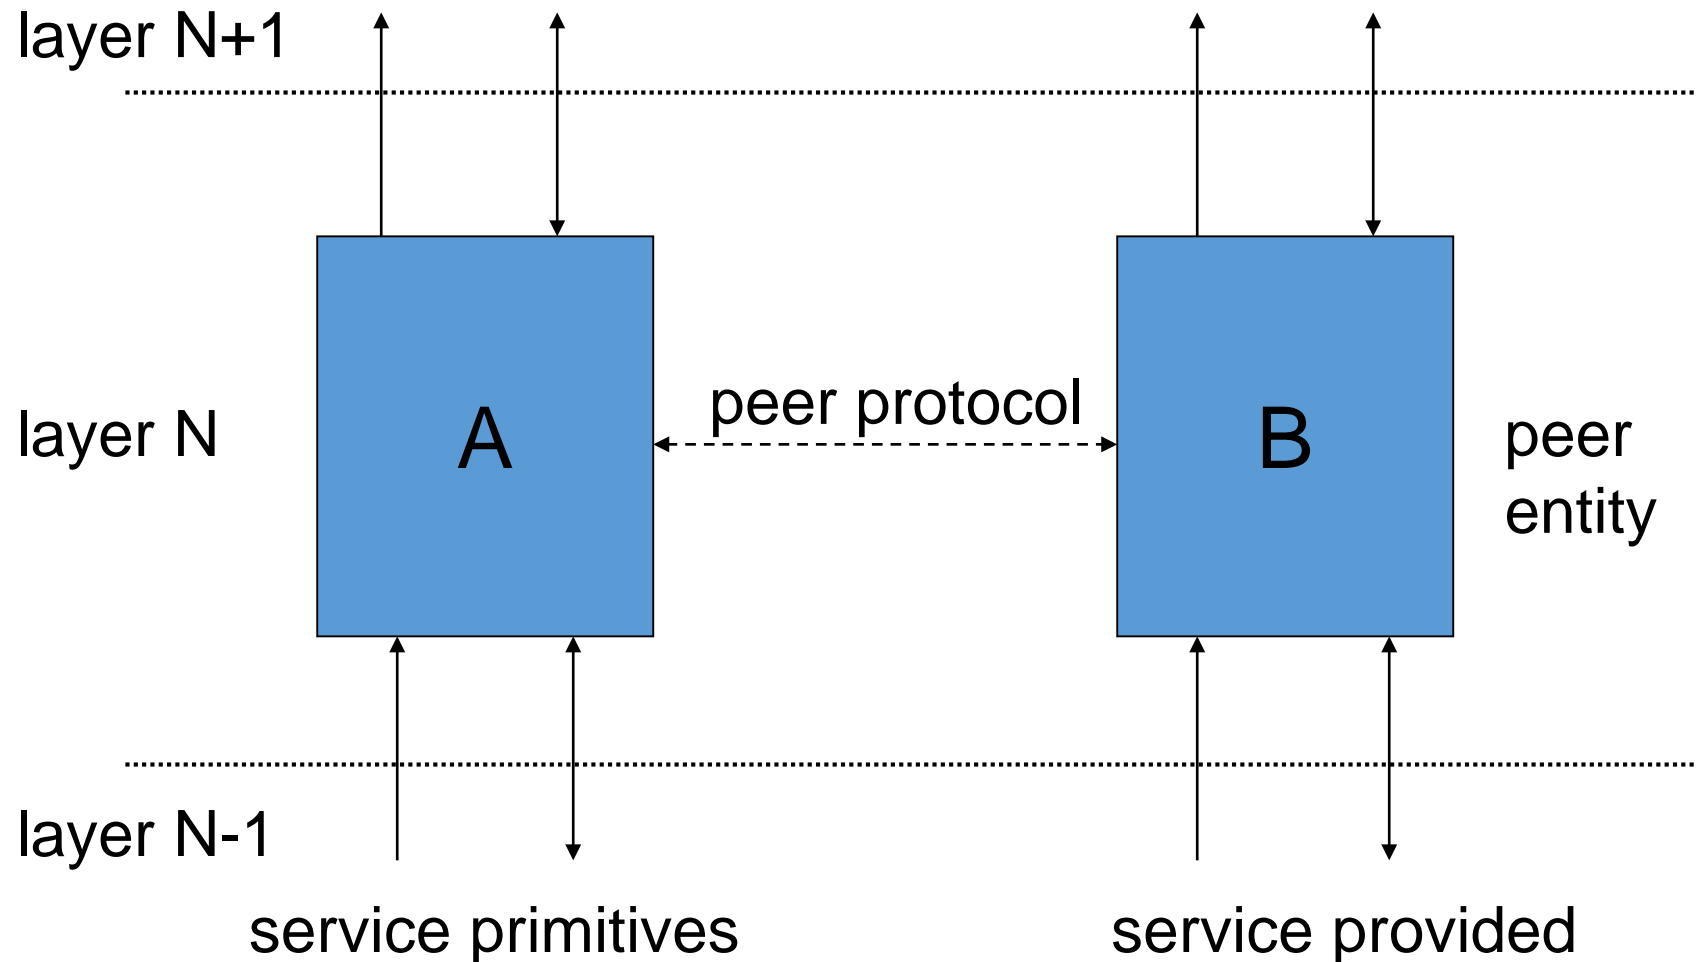 layer N+1
peer protocol
layer N
A
B
peer
entity
layer N-1
service primitives
service provided